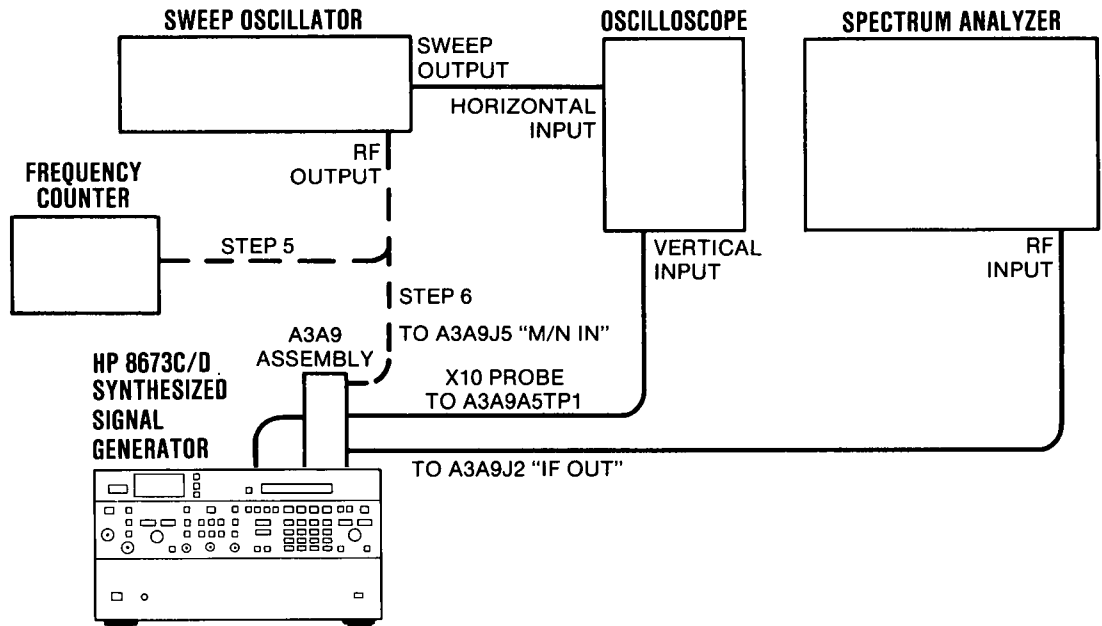 SWEEP OSCILLATOR
OSCILLOSCOPE
SPECTRUM ANALYZER
SWEEP
OUTPUT
HORIZONTAL
INPUT
RF
OUTPUT
FREQUENCY
COUNTER
STEP 5
VERTICAL
INPUT
RF
INPUT
STEP 6
TO A3A9J5 "M/N IN"
A3A9
ASSEMBLY
HP 8673C/D
SYNTHESIZED
SIGNAL
GENERATOR
X10 PROBE
TO A3A9A5TP1
TO A3A9J2 "IF OUT"